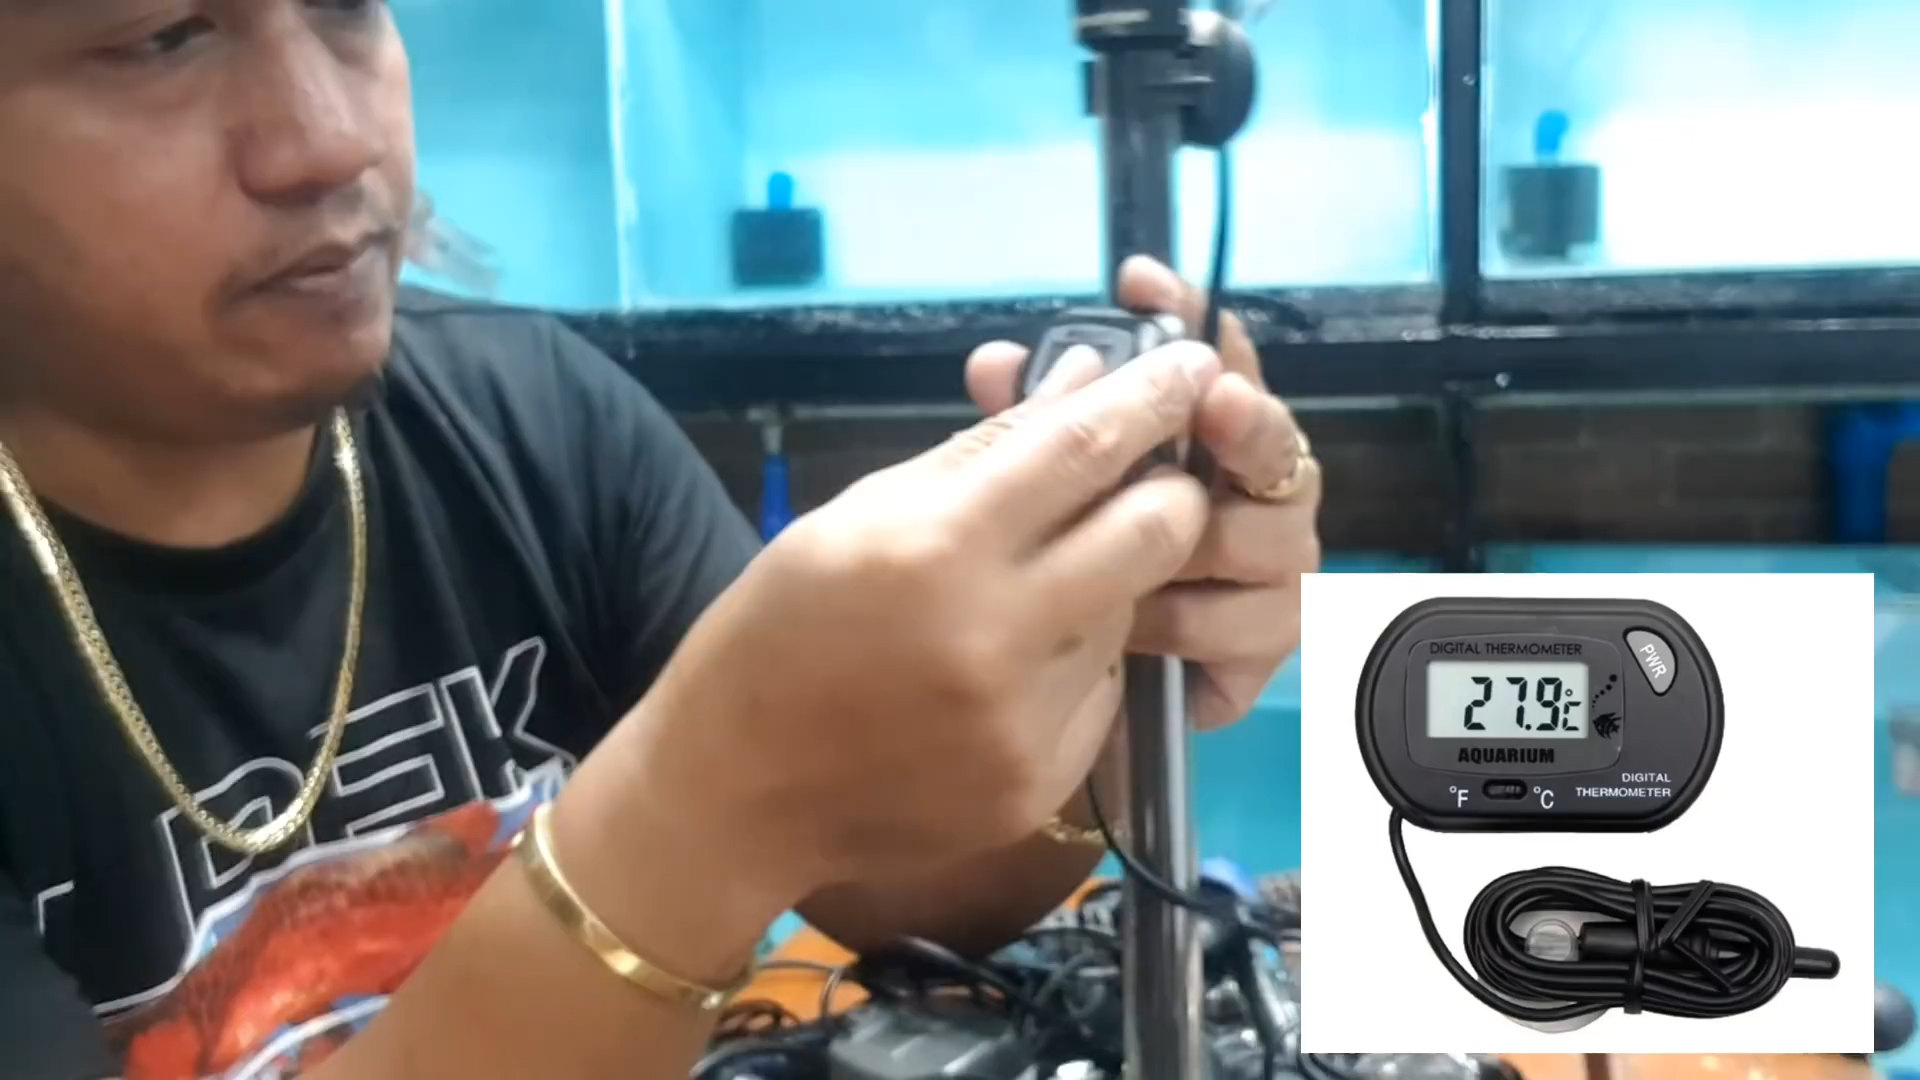 DIGITAL THERMOMETER
PWR
27.9°C
AQUARIUM
°F °C
DIGITAL
THERMOMETER